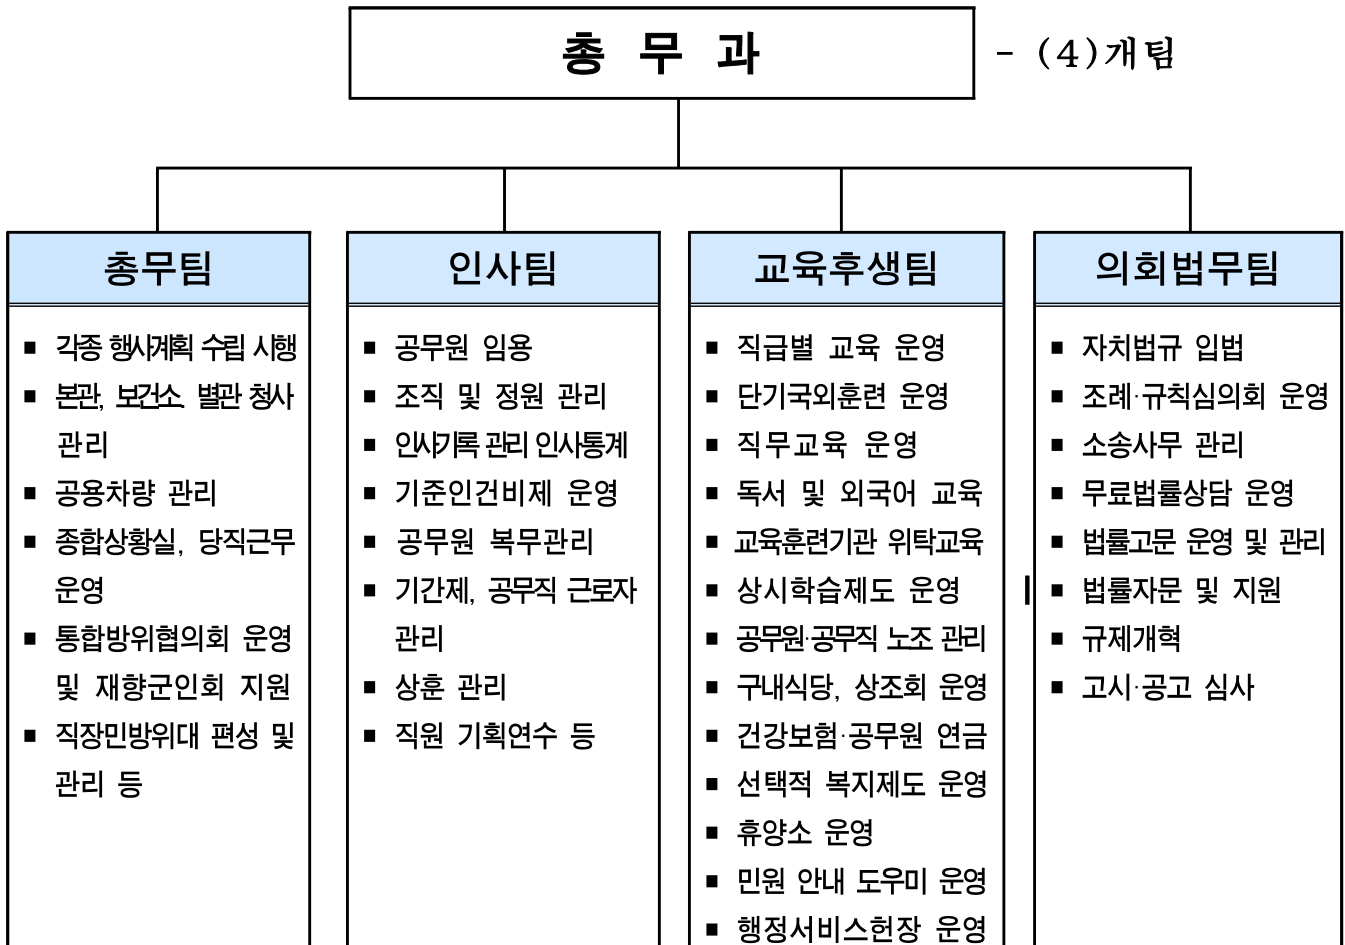 총 무 과
- (4)개팀
총무팀
■ 각종 행사계획 수립 시행
■ 본관, 보건소. 별관 청사
관리
■ 공용차량 관리
■ 종합상황실, 당직근무
운영
■ 통합방위협의회 운영
및 재향군인회 지원
■ 직장민방위대 편성 및
관리 등
인사팀
■ 공무원 임용
■ 조직 및 정원 관리
■ 인사기록 관리 인사통계
■ 기준인건비제 운영
■ 공무원 복무관리
■ 기간제, 공무직 근로자
관리
■ 상훈 관리
■ 직원 기획연수 등
교육후생팀
■ 직급별 교육 운영
■ 단기국외훈련 운영
■ 직무교육 운영
■ 독서 및 외국어 교육
■ 교육훈련기관 위탁교육
■ 상시학습제도 운영
■ 공무원·공무직 노조 관리
■ 구내식당, 상조회 운영
■ 건강보험·공무원 연금
■ 선택적 복지제도 운영
■ 휴양소 운영
■ 민원 안내 도우미 운영
■ 행정서비스헌장 운영
의회법무팀
■ 자치법규 입법
■ 조례·규칙심의회 운영
■ 소송사무 관리
■ 무료법률상담 운영
■ 법률고문 운영 및 관리
■ 법률자문 및 지원
■ 규제개혁
■ 고시·공고 심사